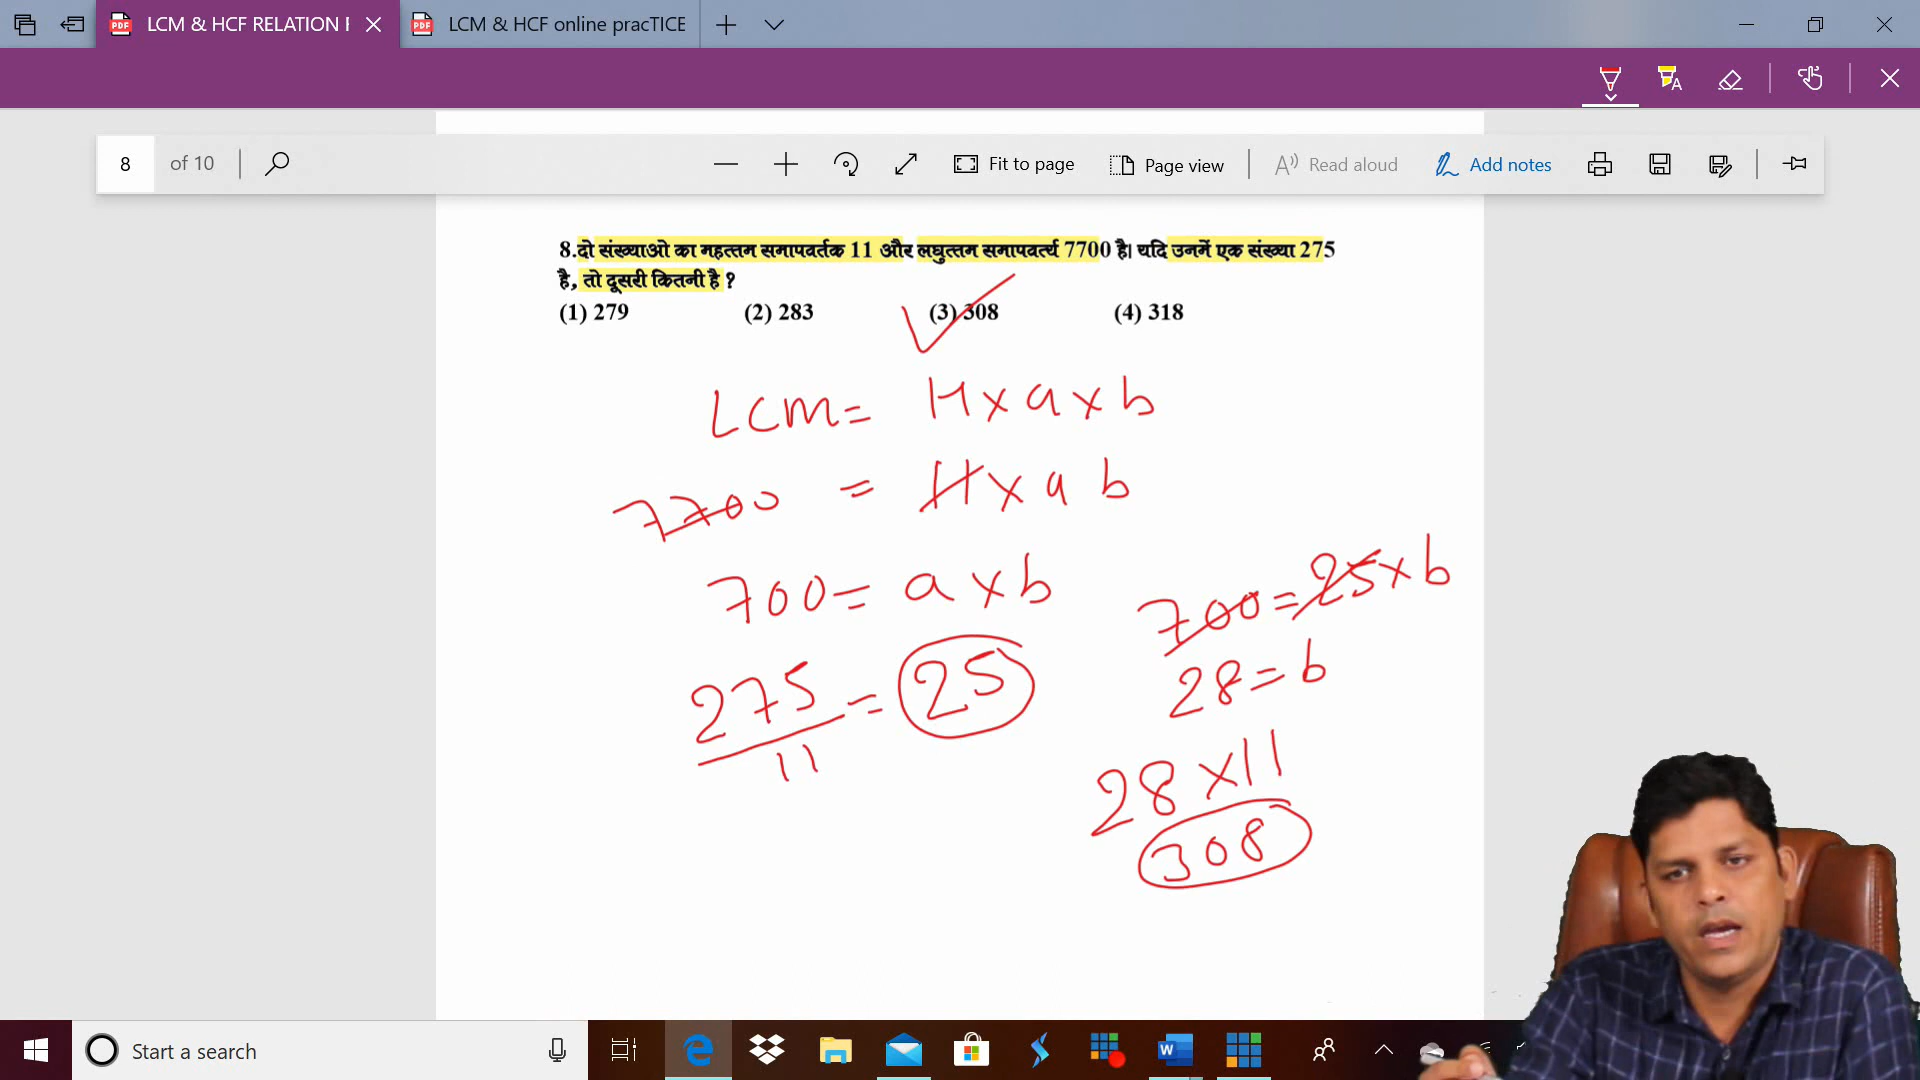 LCM & HCF RELATION F
LCM & HCF online pracTICE
8 of 10
Fit to page
Page view
Read aloud
Add notes
8.दो संख्याओ का महत्तम समापवर्तक 11 और लघुत्तम समापवर्त्य 7700 है। यदि उनमें एक संख्या 275
है, तो दूसरी कितनी है ?
(1) 279 (2) 283 (3) 308 (4) 318
LCM = H x a x b
7700 = H x a b
700 = a x b
275/11 = 25
700 = 25 x b
28 = b
28 x 11
308
Start a search